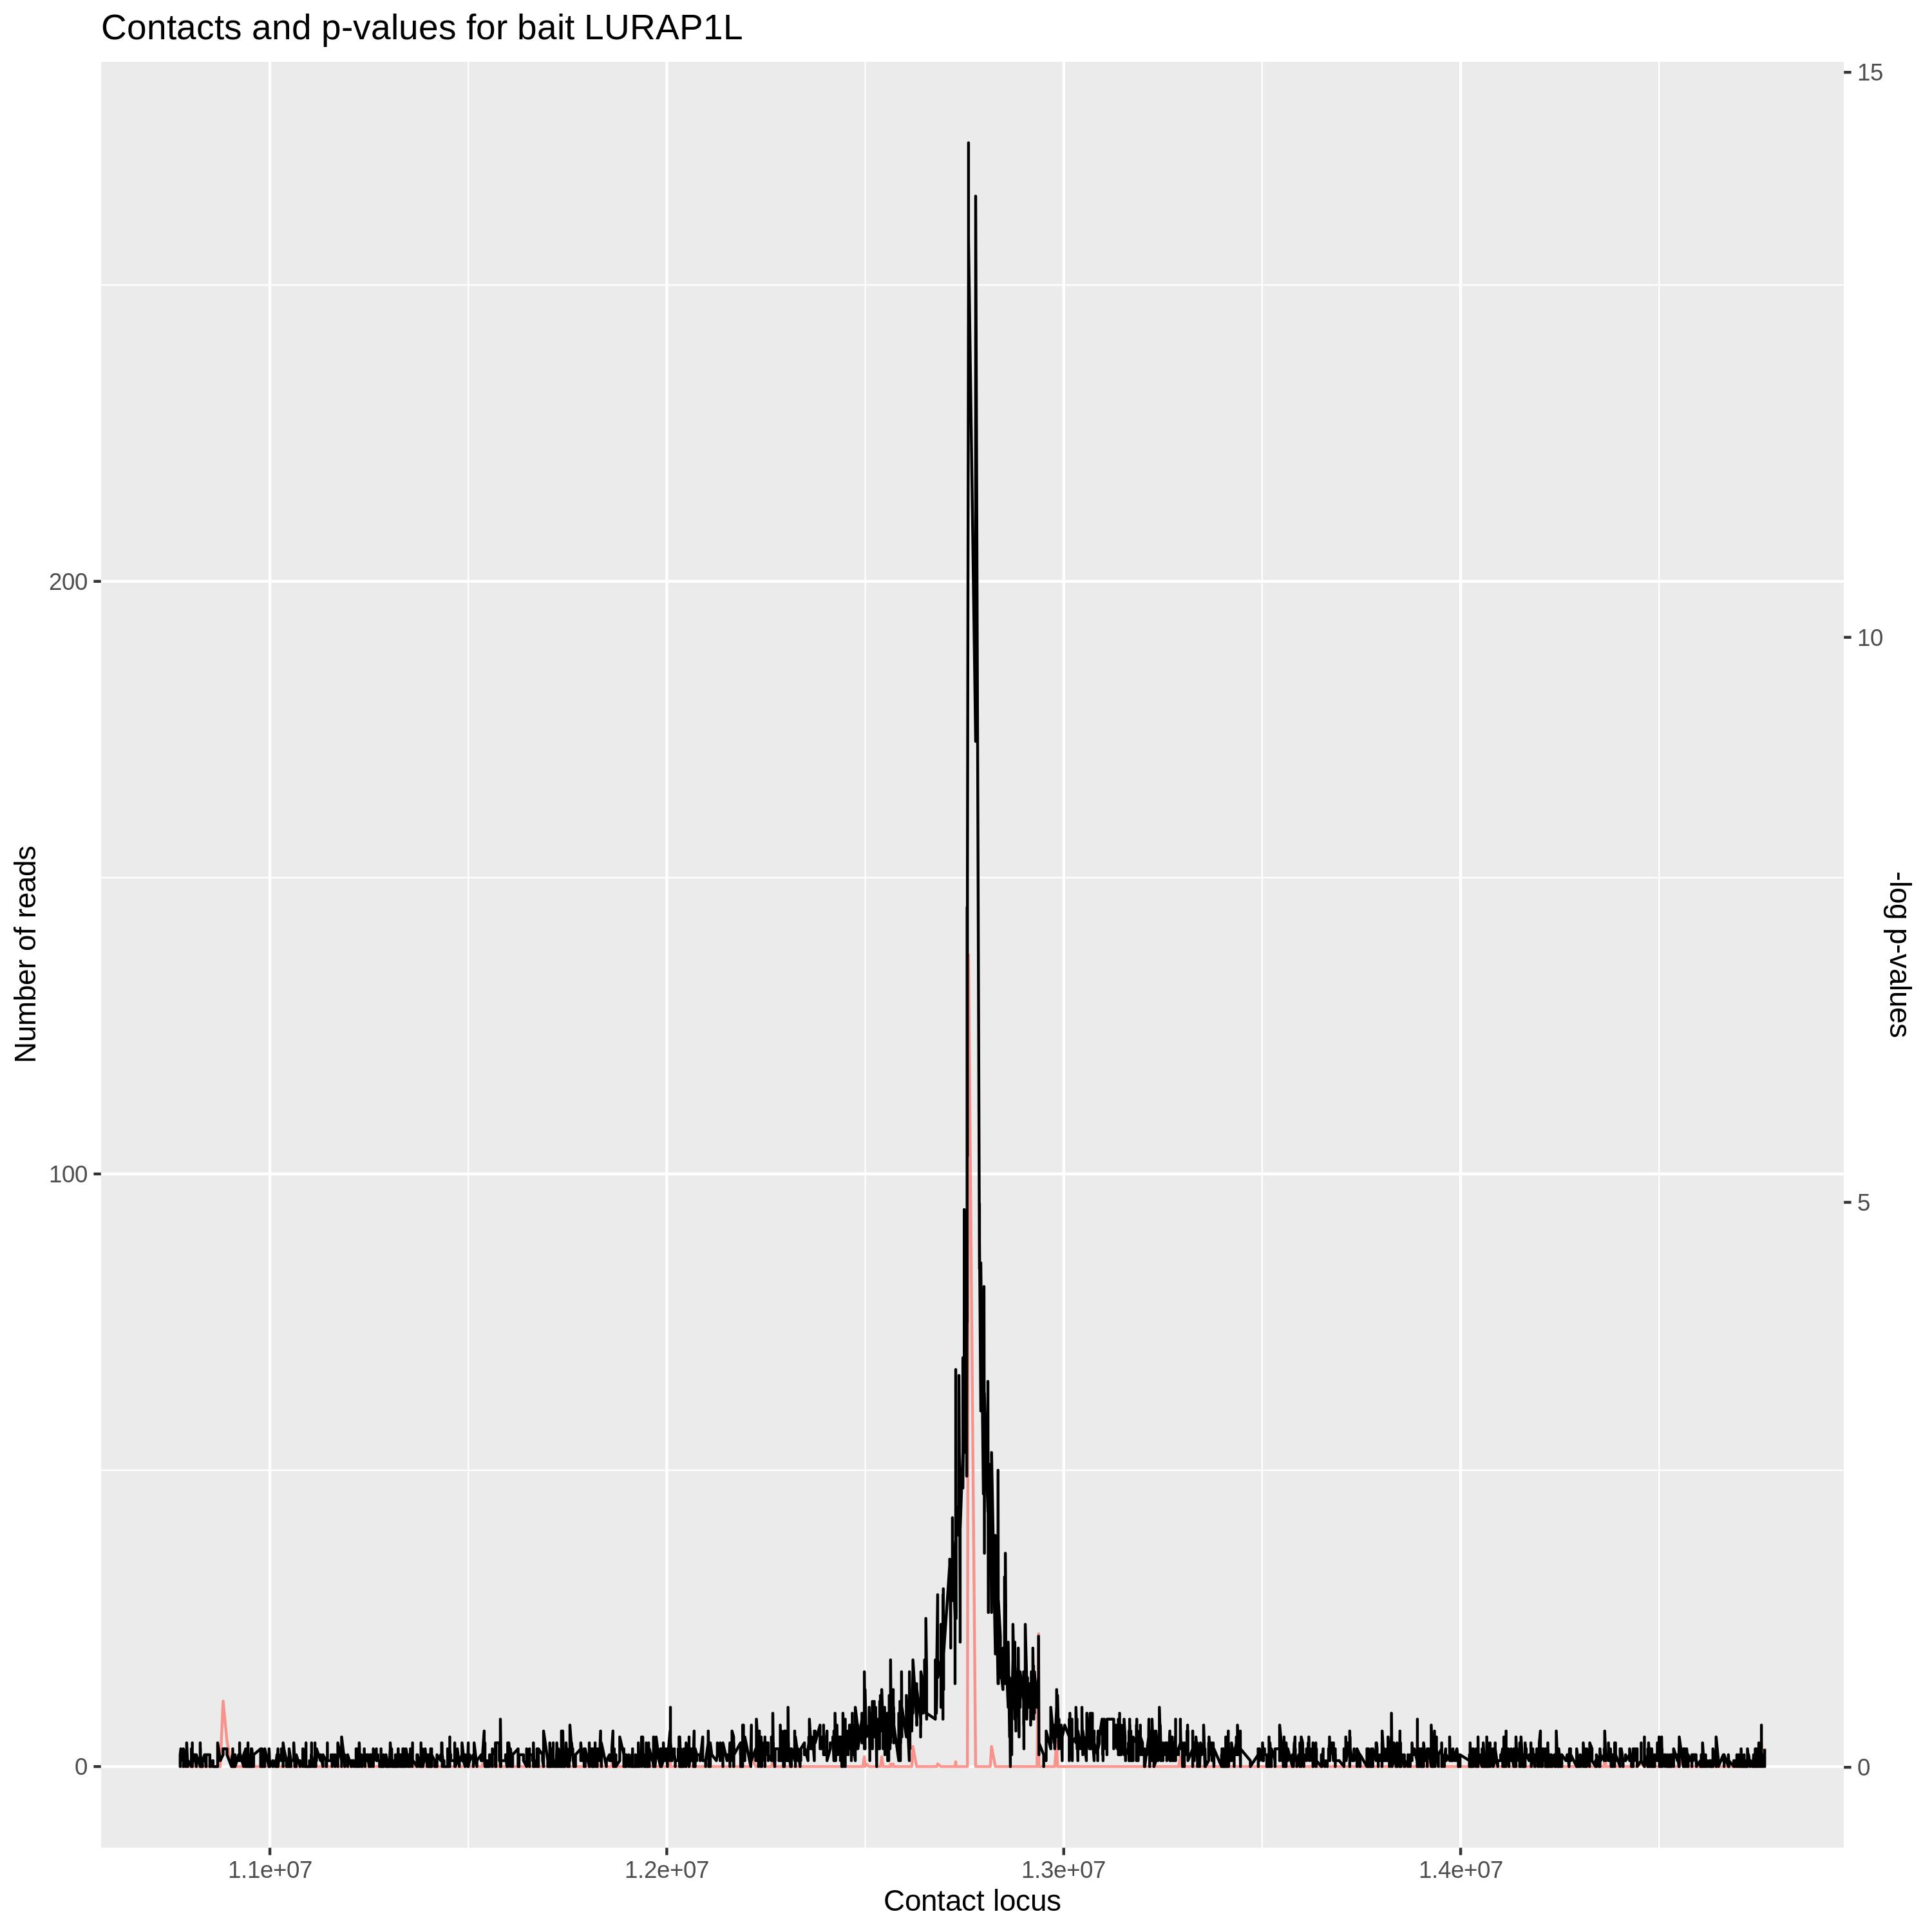 Contacts and p-values for bait LURAP1L
15
200
10
Number of reads
-log p-values
100
5
0
0
1.1e+07
1.2e+07
1.3e+07
1.4e+07
Contact locus